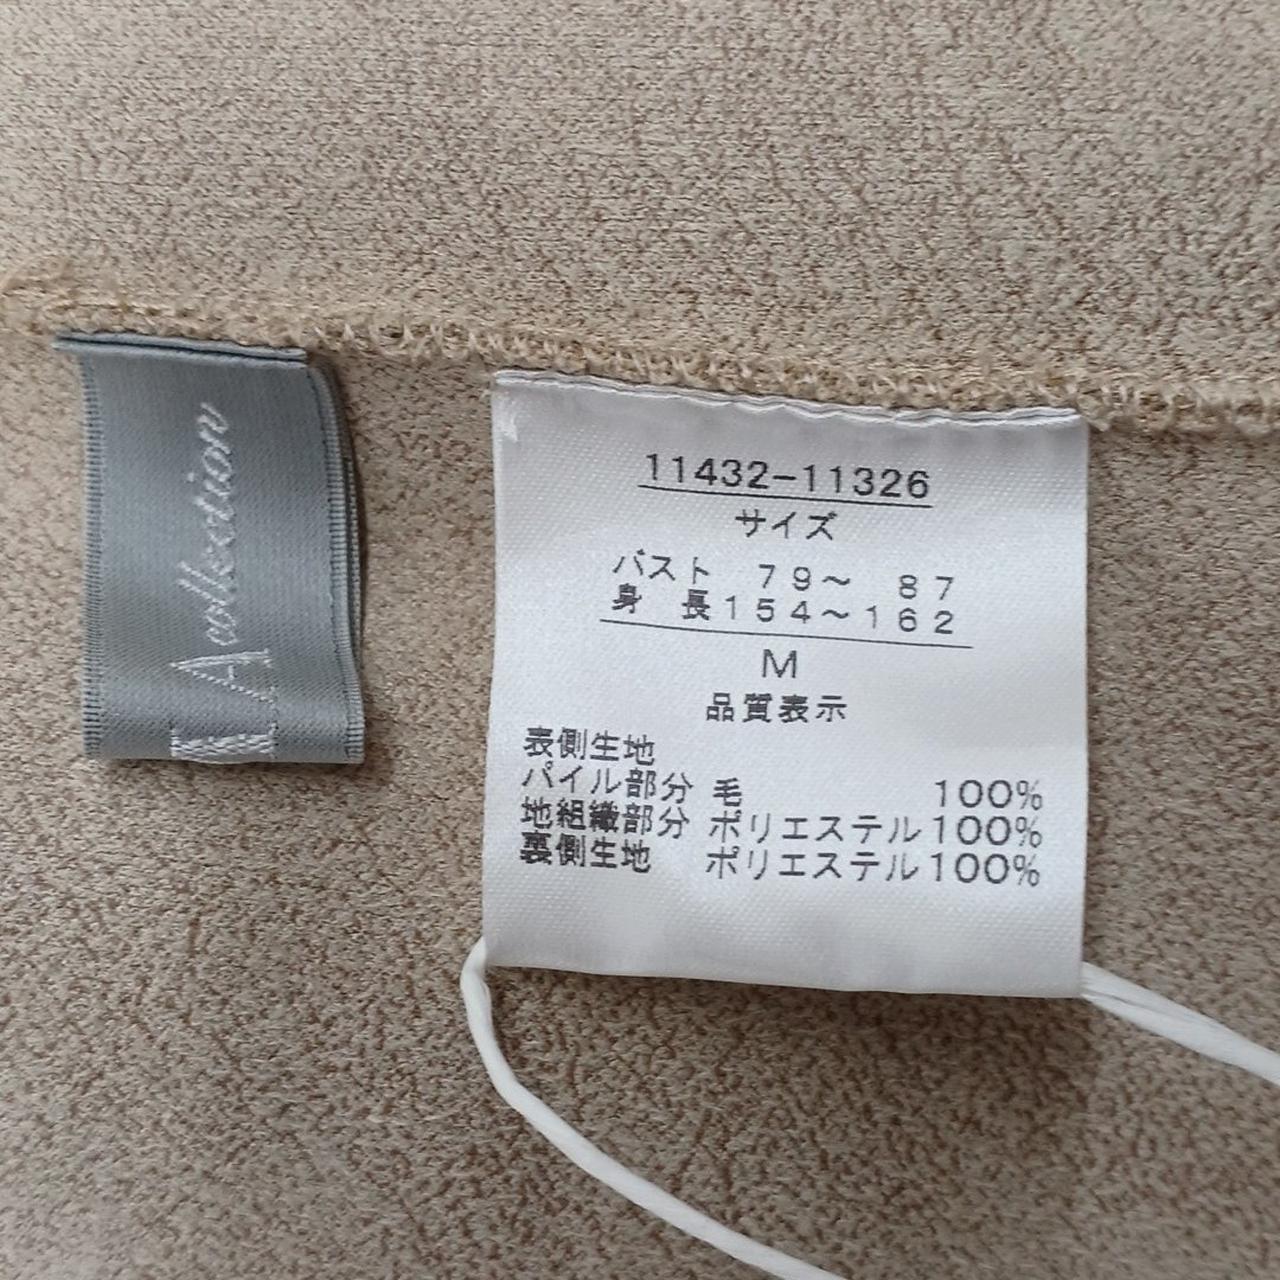 A collection
11432-11326
サイズ
バスト 79～ 87
身 長154～162
M
品質表示
表側生地
パイル部分 毛 100%
地組織部分 ポリエステル100%
裏側生地 ポリエステル100%